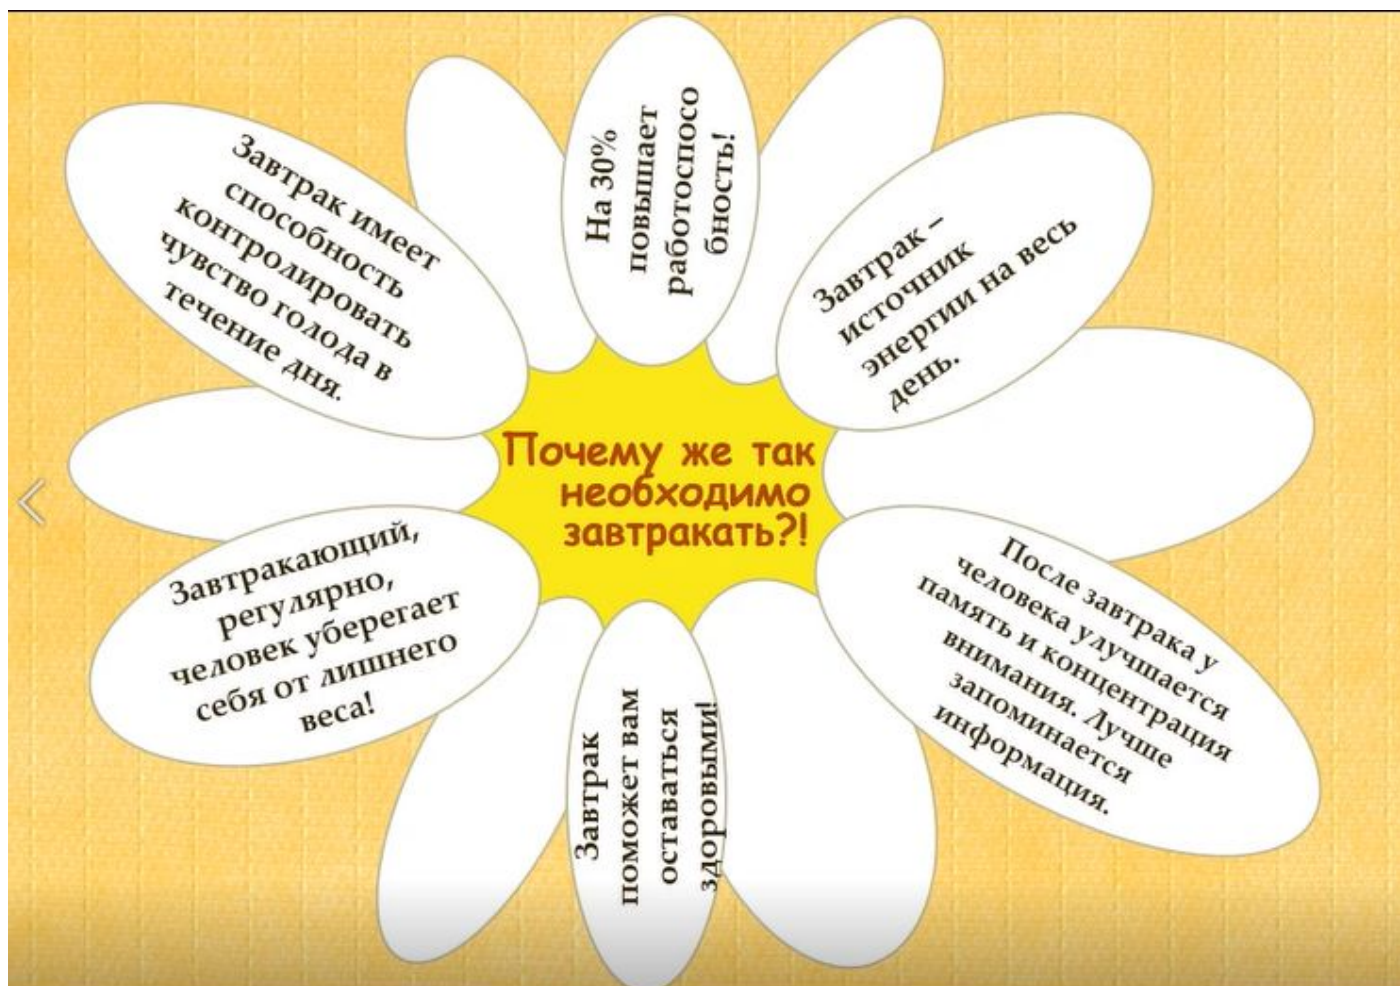 Почему же так
необходимо
завтракать?!
На 30%
повышает
работоспосо
бность!
Завтрак –
источник
энергии на весь
день.
После завтрака у
человека улучшается
память и концентрация
внимания. Лучше
запоминается
информация.
Завтрак
поможет вам
оставаться
здоровыми!
Завтракающий,
регулярно,
человек уберегает
себя от лишнего
веса!
Завтрак имеет
способность
контролировать
чувство голода в
течение дня.